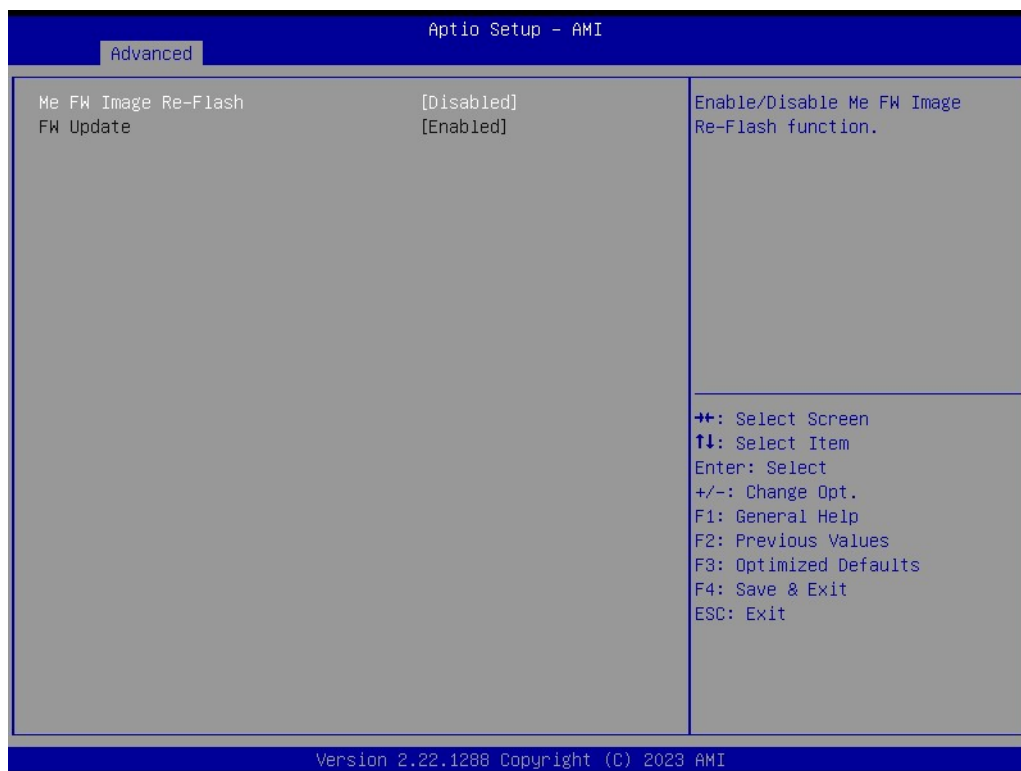 Aptio Setup – AMI
Advanced
Me FW Image Re-Flash [Disabled]
FW Update [Enabled]
Enable/Disable Me FW Image
Re-Flash function.
→←: Select Screen
↑↓: Select Item
Enter: Select
+/-: Change Opt.
F1: General Help
F2: Previous Values
F3: Optimized Defaults
F4: Save & Exit
ESC: Exit
Version 2.22.1288 Copyright (C) 2023 AMI